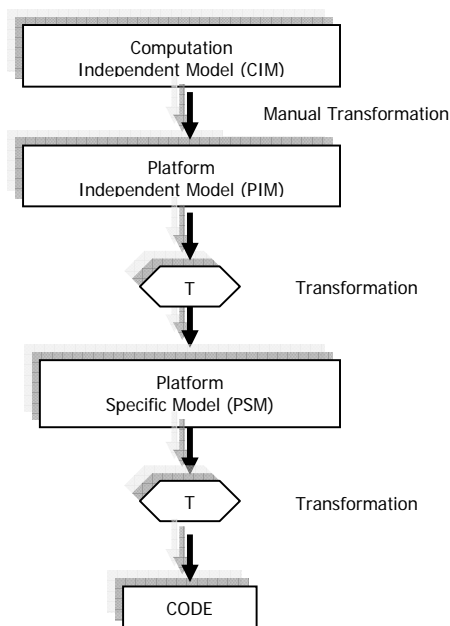 Computation
Independent Model (CIM)
Manual Transformation
Platform
Independent Model (PIM)
T
Transformation
Platform
Specific Model (PSM)
T
Transformation
CODE